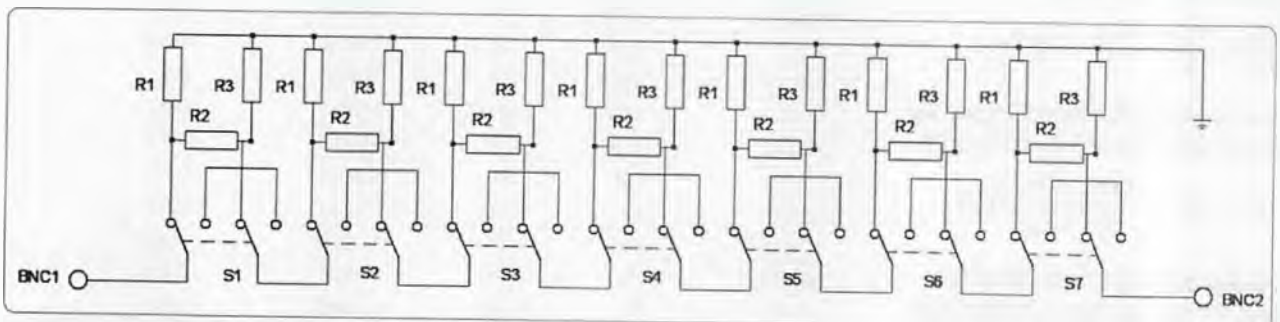 R1 R3 R1 R3 R1 R3 R1 R3 R1 R3 R1 R3 R1 R3
R2 R2 R2 R2 R2 R2 R2
BNC1 S1 S2 S3 S4 S5 S6 S7 BNC2